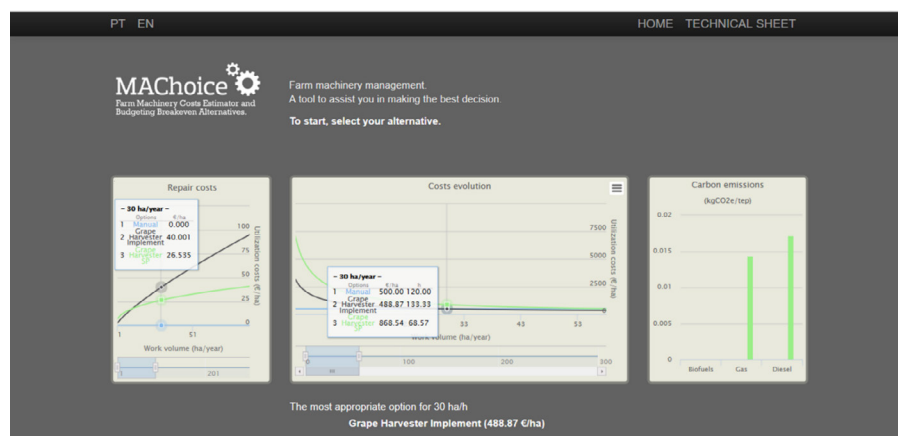 PT EN
HOME TECHNICAL SHEET
MAChoice
Farm Machinery Costs Estimator and
Budgeting Breakeven Alternatives.
Farm machinery management.
A tool to assist you in making the best decision.
To start, select your alternative.
Repair costs
– 30 ha/year –
Options €/ha
1 Manual 0.000
2 Grape Harvester Implement 40.001
3 Grape Harvester SP 26.535
100
75
50
25
0
Utilization costs (€/ha)
1 51
Work volume (ha/year)
1 201
Costs evolution
– 30 ha/year –
Options €/ha h
1 Manual 500.00 120.00
2 Grape Harvester Implement 488.87 133.33
3 Grape Harvester SP 868.54 68.57
7500
5000
2500
0
Utilization costs (€/ha)
33 43 53
Work volume (ha/year)
0 100 200 300
Carbon emissions
(kgCO2e/tep)
0.02
0.015
0.01
0.005
0
Biofuels Gas Diesel
The most appropriate option for 30 ha/h
Grape Harvester Implement (488.87 €/ha)